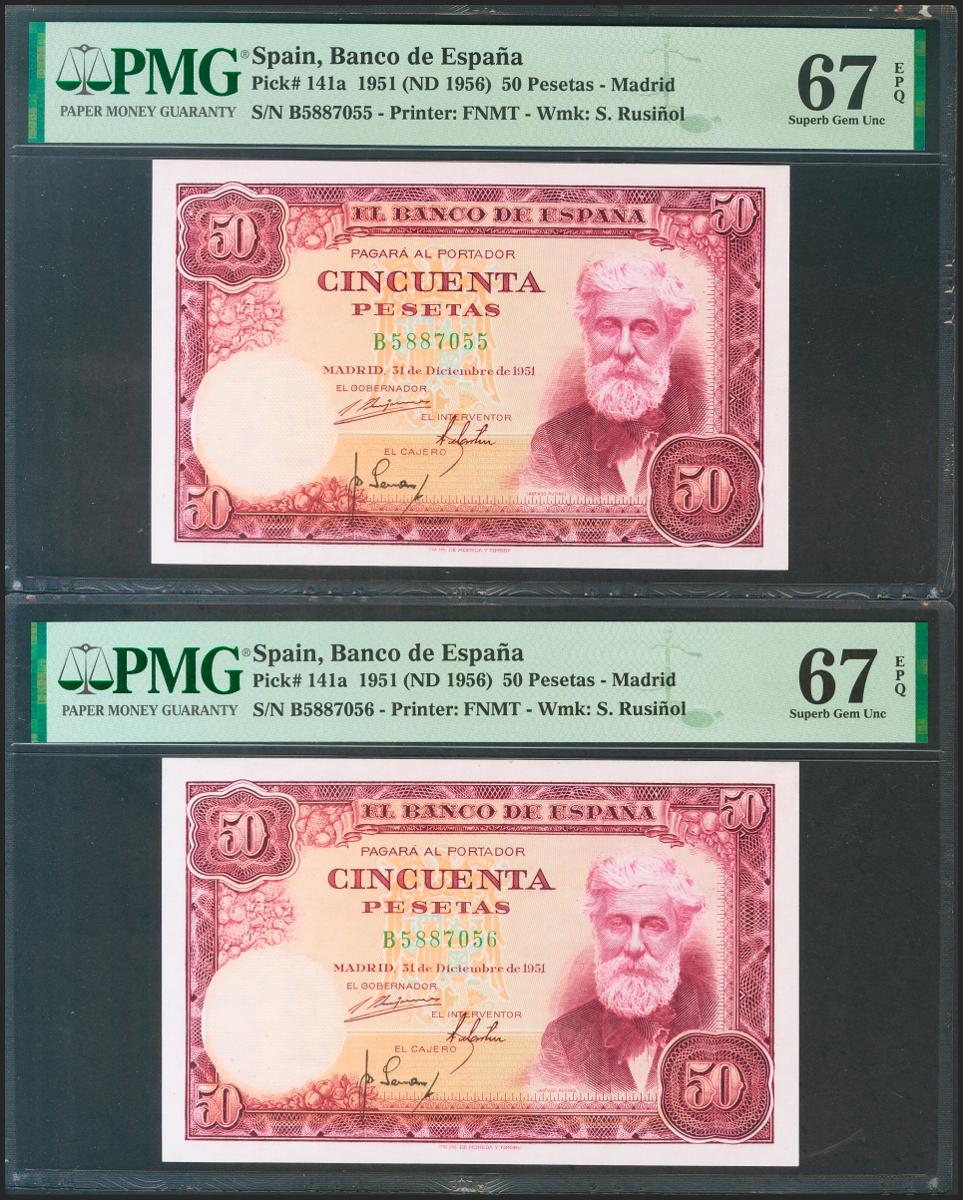 PMG®
PAPER MONEY GUARANTY
Spain, Banco de España
Pick# 141a 1951 (ND 1956) 50 Pesetas - Madrid
S/N B5887055 - Printer: FNMT - Wmk: S. Rusiñol
67
EPQ
Superb Gem Unc
50
EL BANCO DE ESPAÑA
50
PAGARÁ AL PORTADOR
CINCUENTA
PESETAS
B5887055
MADRID, 31 de Diciembre de 1951
EL GOBERNADOR
EL INTERVENTOR
EL CAJERO
50
SANTIAGO RUSIÑOL
50
PMG®
PAPER MONEY GUARANTY
Spain, Banco de España
Pick# 141a 1951 (ND 1956) 50 Pesetas - Madrid
S/N B5887056 - Printer: FNMT - Wmk: S. Rusiñol
67
EPQ
Superb Gem Unc
50
EL BANCO DE ESPAÑA
50
PAGARÁ AL PORTADOR
CINCUENTA
PESETAS
B5887056
MADRID, 31 de Diciembre de 1951
EL GOBERNADOR
EL INTERVENTOR
EL CAJERO
50
SANTIAGO RUSIÑOL
50